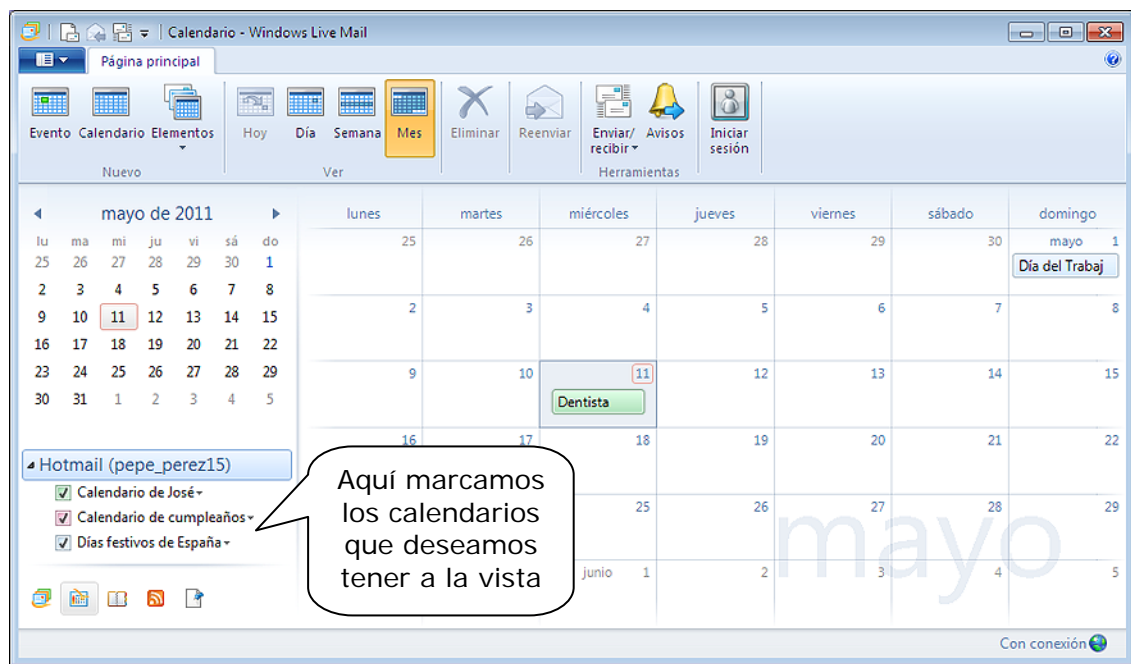 Calendario - Windows Live Mail
Página principal
Evento Calendario Elementos Hoy Día Semana Mes Eliminar Reenviar Enviar/ recibir Avisos Iniciar sesión
Nuevo Ver Herramientas
mayo de 2011
lu ma mi ju vi sá do
25 26 27 28 29 30 1
2 3 4 5 6 7 8
9 10 11 12 13 14 15
16 17 18 19 20 21 22
23 24 25 26 27 28 29
30 31 1 2 3 4 5
Hotmail (pepe_perez15)
Calendario de José
Calendario de cumpleaños
Días festivos de España
lunes martes miércoles jueves viernes sábado domingo
25 26 27 28 29 30 mayo 1
Día del Trabaj
2 3 4 5 6 7 8
9 10 11 12 13 14 15
Dentista
16 17 18 19 20 21 22
25 26 27 28 29
mayo
junio 1 2 3 4 5
Aquí marcamos
los calendarios
que deseamos
tener a la vista
Con conexión